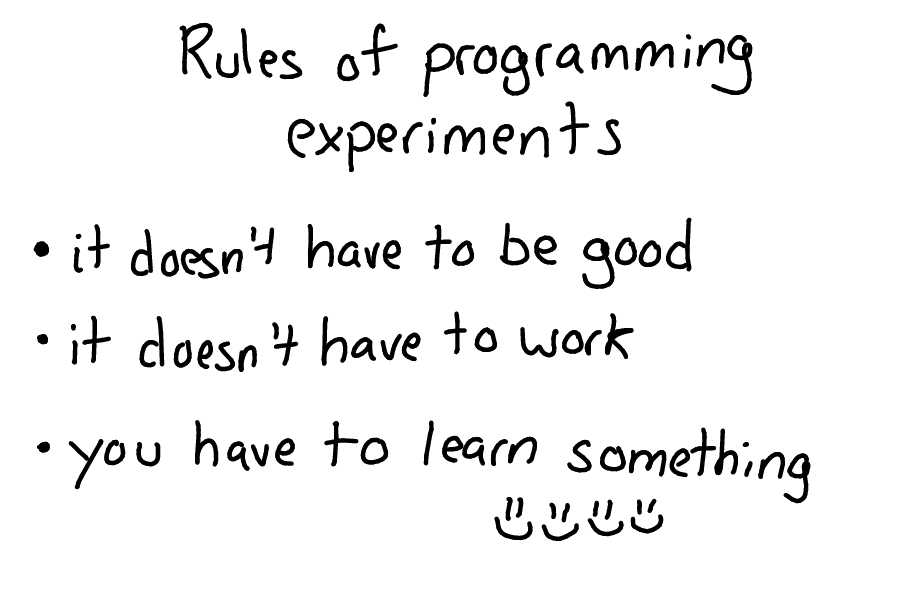 Rules of programming
experiments
• it doesn't have to be good
• it doesn't have to work
• you have to learn something